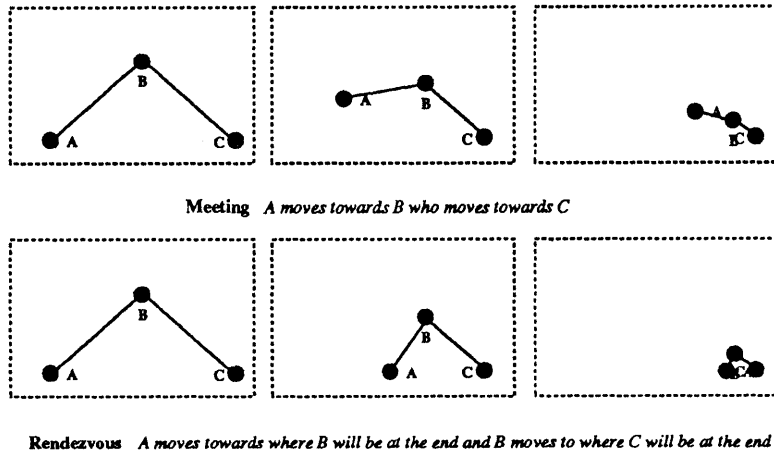 B
A
C
A
B
C
A
B
C
Meeting A moves towards B who moves towards C
B
A
C
B
A
C
C
Rendezvous A moves towards where B will be at the end and B moves to where C will be at the end